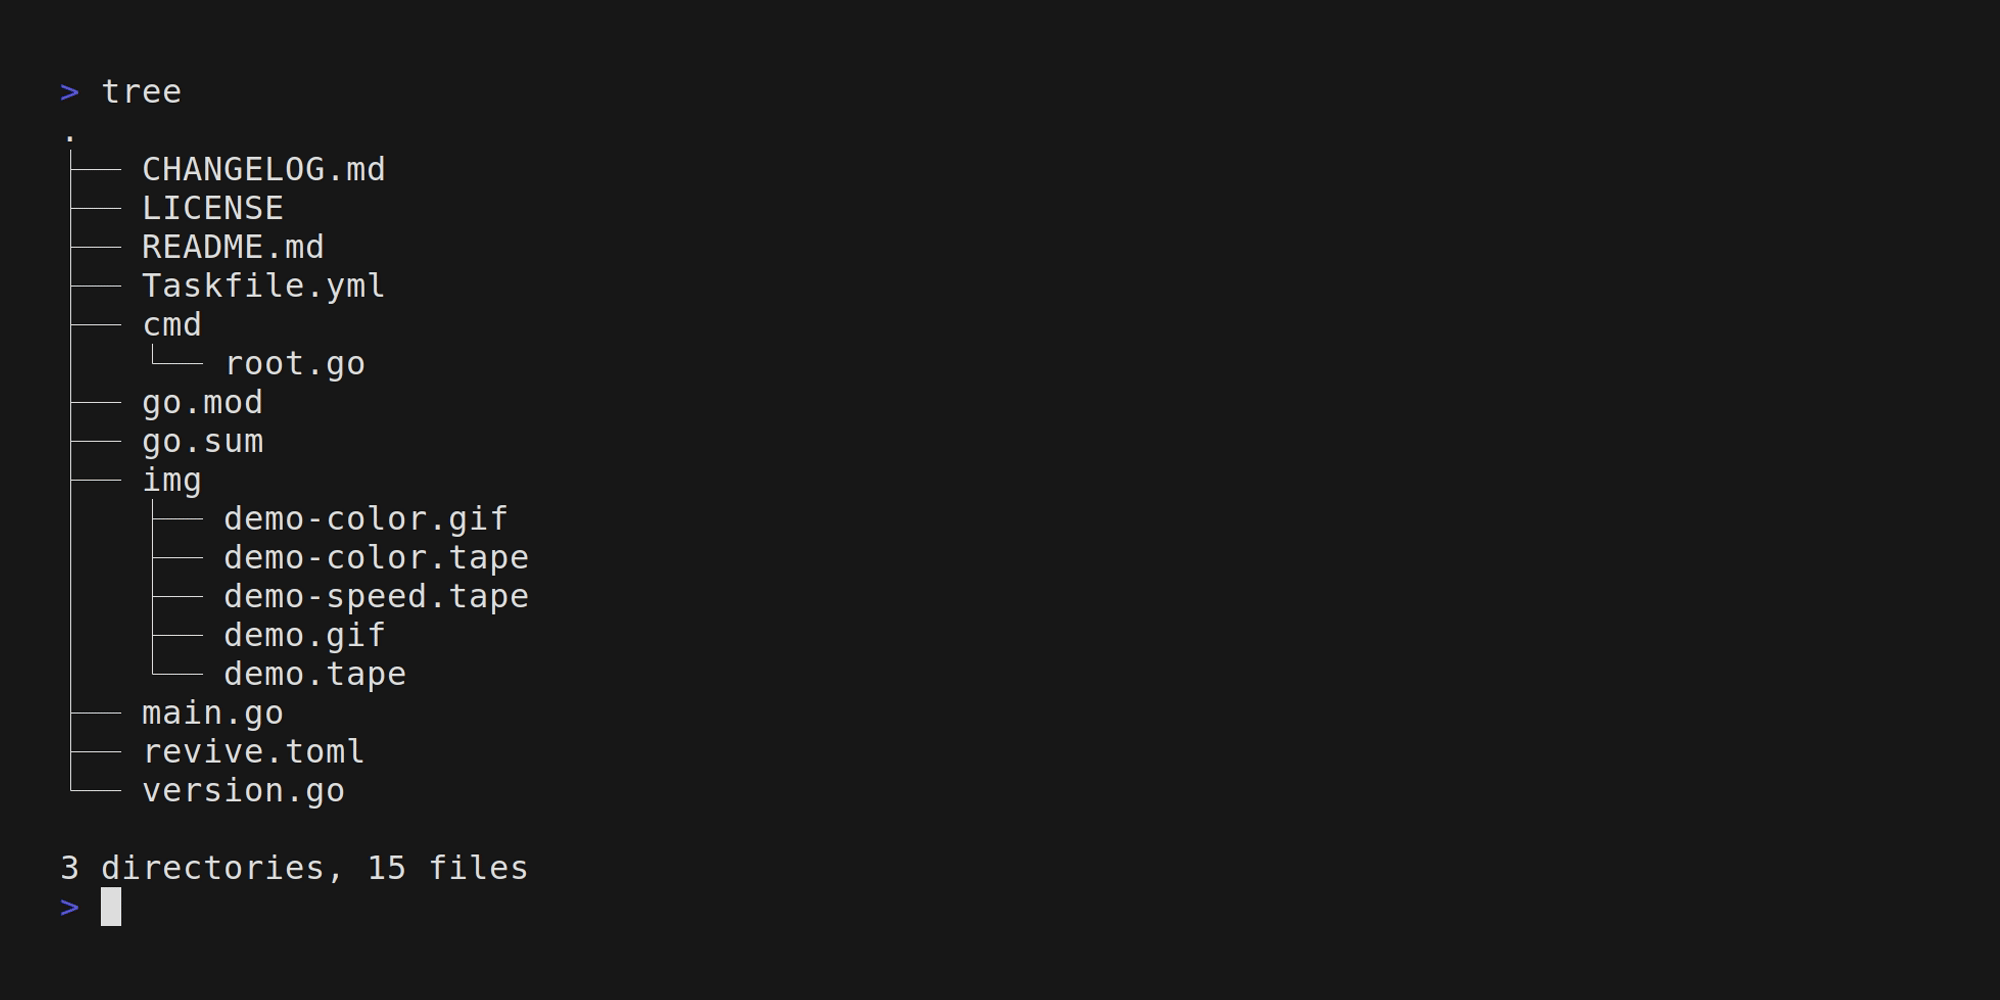 > tree
.
├── CHANGELOG.md
├── LICENSE
├── README.md
├── Taskfile.yml
├── cmd
│   └── root.go
├── go.mod
├── go.sum
├── img
│   ├── demo-color.gif
│   ├── demo-color.tape
│   ├── demo-speed.tape
│   ├── demo.gif
│   └── demo.tape
├── main.go
├── revive.toml
└── version.go

3 directories, 15 files
>